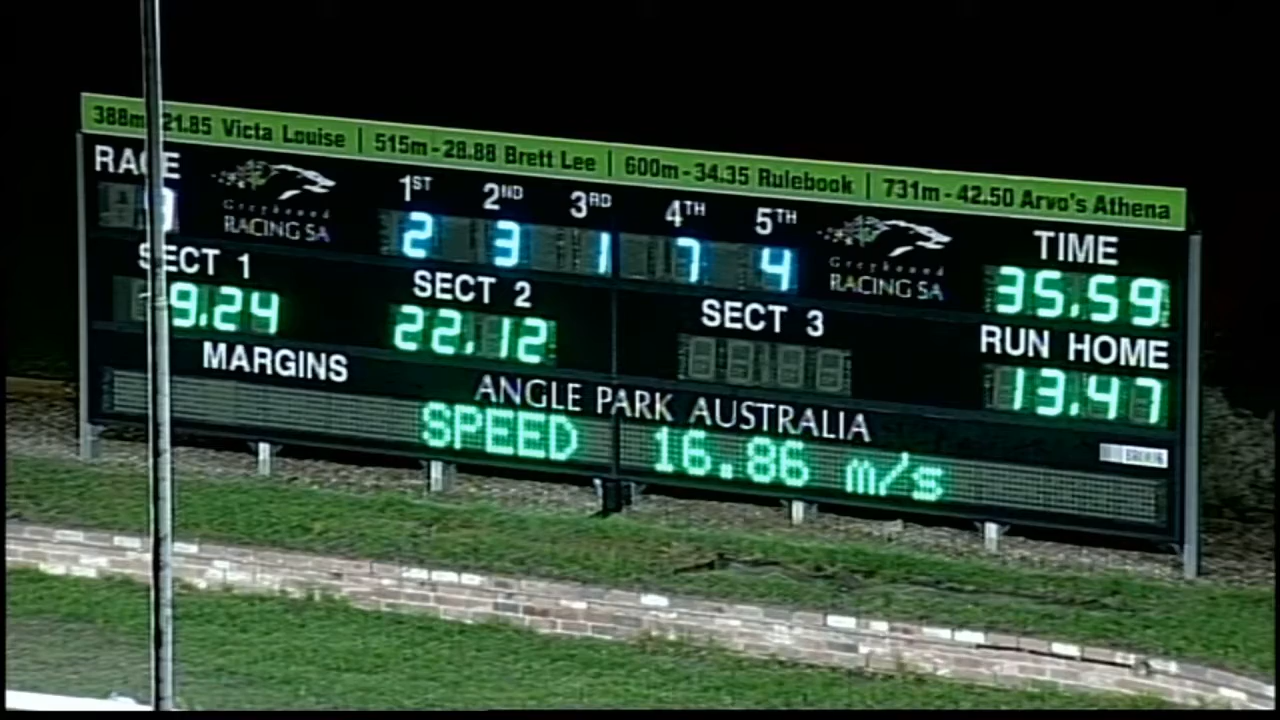 388m-21.85 Victa Louise | 515m-28.88 Brett Lee | 600m-34.35 Rulebook | 731m-42.50 Arvo's Athena
RACE
Greyhound
RACING SA
1ST 2ND 3RD 4TH 5TH
2 3 1 7 4
Greyhound
RACING SA
TIME
35.59
SECT 1
9.24
SECT 2
22.12
SECT 3
RUN HOME
13.47
MARGINS
ANGLE PARK AUSTRALIA
SPEED 16.86 m/s